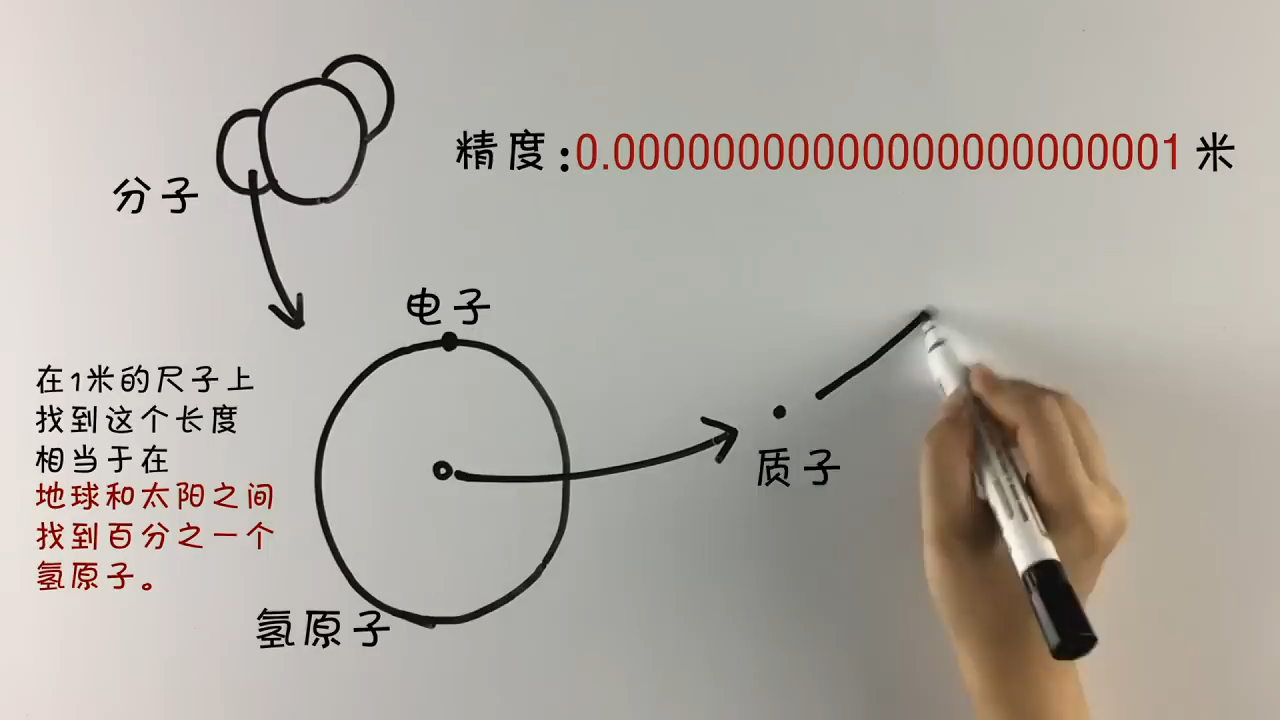 分子
精度:0.00000000000000000000001 米
电子
在1米的尺子上
找到这个长度
相当于在
地球和太阳之间
找到百分之一个
氢原子。
质子
氢原子